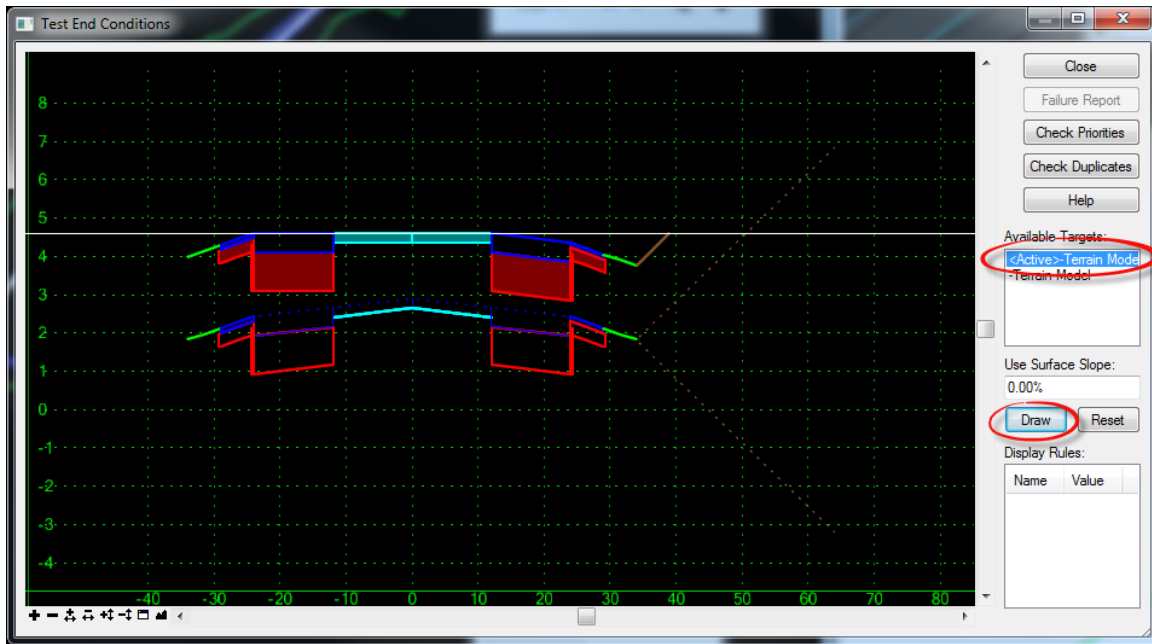 Test End Conditions
Close
Failure Report
Check Priorities
Check Duplicates
Help
Available Targets:
<Active>-Terrain Mode
-Terrain Model
Use Surface Slope:
0.00%
Draw Reset
Display Rules:
Name Value
8
7
6
5
4
3
2
1
0
-1
-2
-3
-4
-40 -30 -20 -10 0 10 20 30 40 50 60 70 80